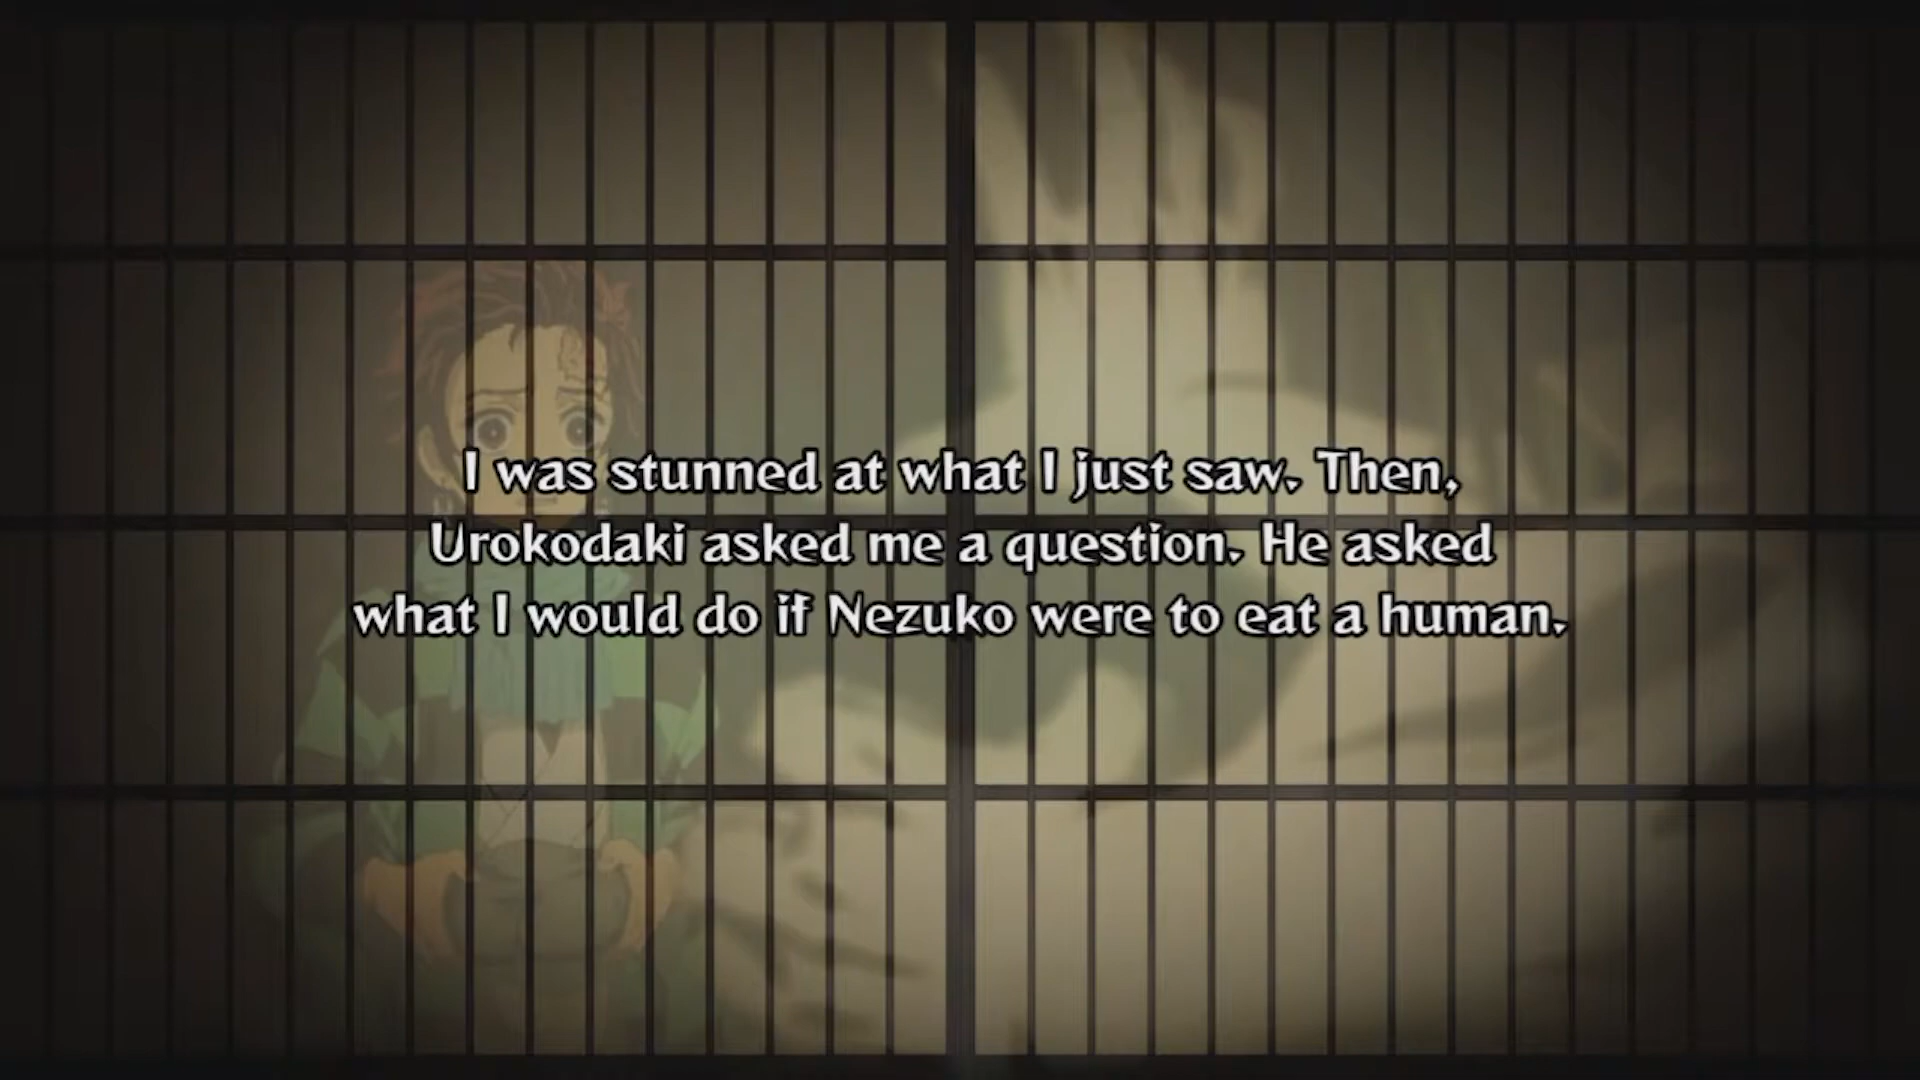 I was stunned at what I just saw. Then,
Urokodaki asked me a question. He asked
what I would do if Nezuko were to eat a human.